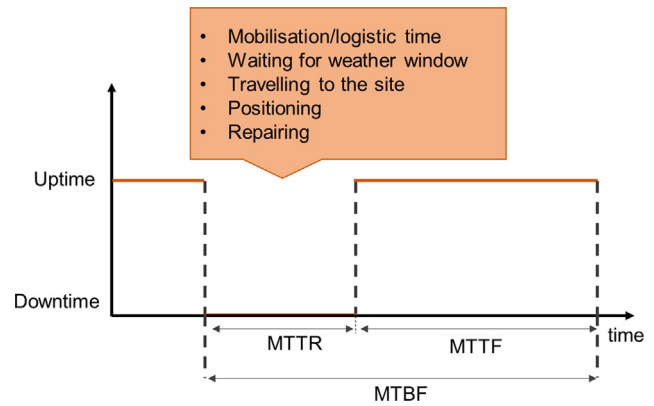 • Mobilisation/logistic time
• Waiting for weather window
• Travelling to the site
• Positioning
• Repairing
Uptime
Downtime
time
MTTR
MTTF
MTBF